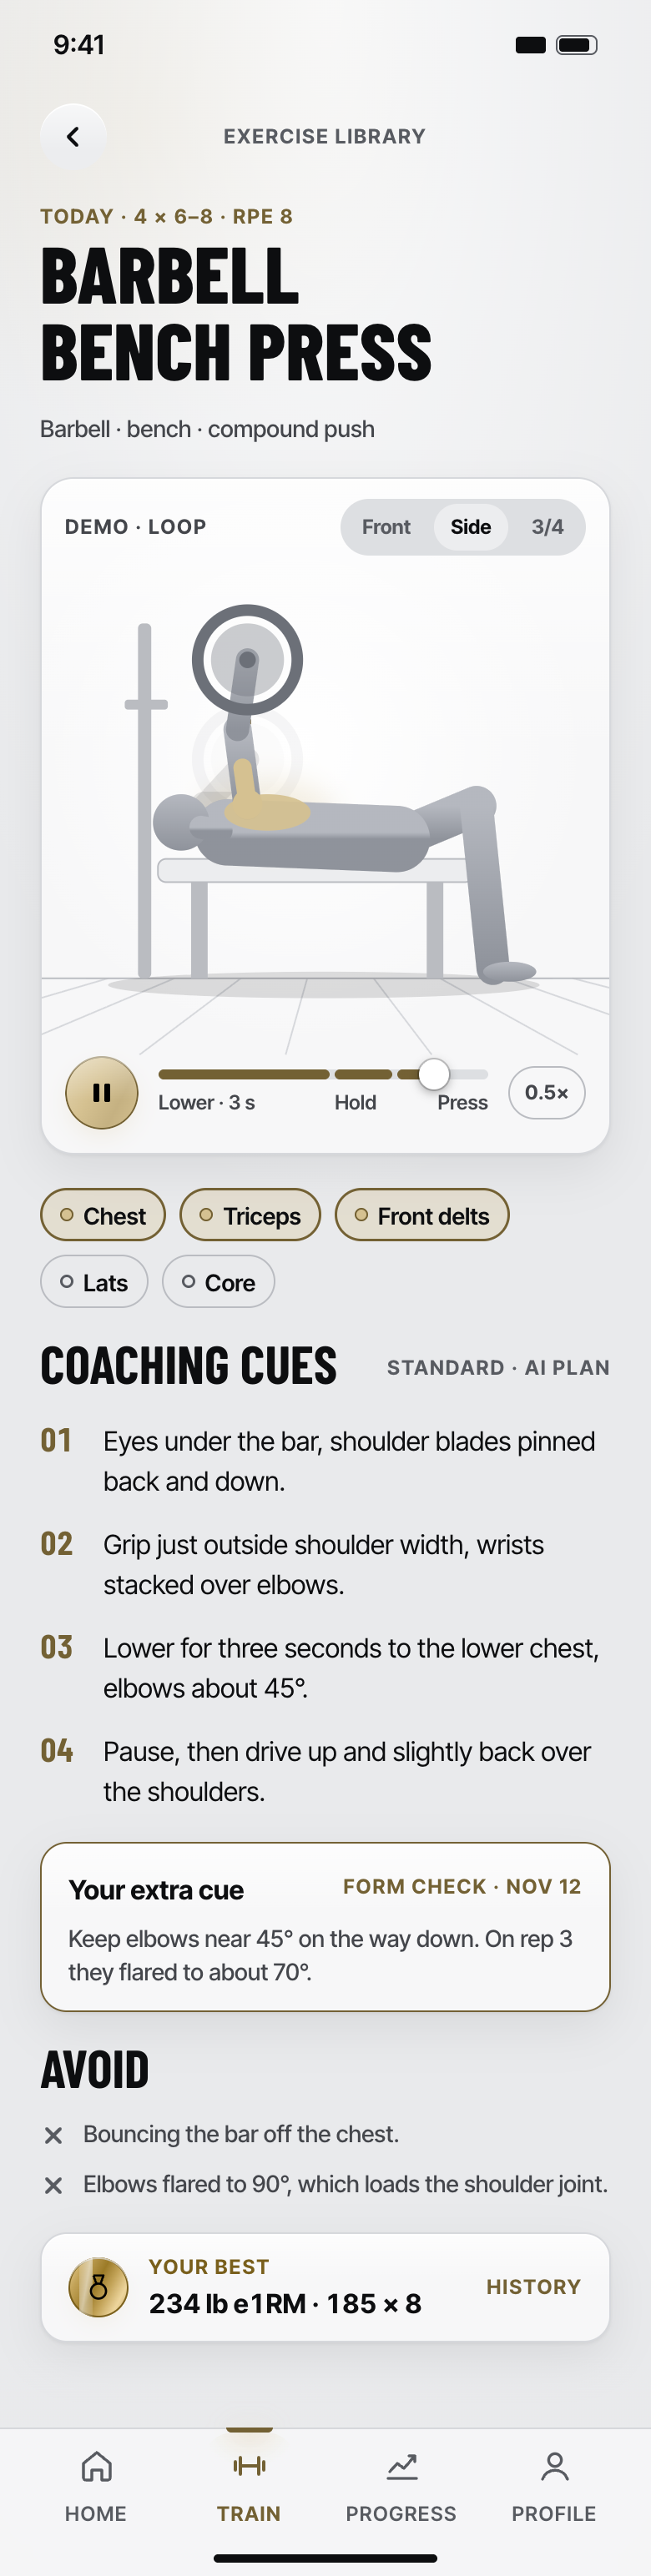 9:41
EXERCISE LIBRARY
TODAY · 4 × 6–8 · RPE 8
BARBELL
BENCH PRESS
Barbell · bench · compound push
DEMO · LOOP
Front Side 3/4
Lower · 3 s Hold Press
0.5×
Chest Triceps Front delts
Lats Core
COACHING CUES STANDARD · AI PLAN
01 Eyes under the bar, shoulder blades pinned
back and down.
02 Grip just outside shoulder width, wrists
stacked over elbows.
03 Lower for three seconds to the lower chest,
elbows about 45°.
04 Pause, then drive up and slightly back over
the shoulders.
Your extra cue FORM CHECK · NOV 12
Keep elbows near 45° on the way down. On rep 3
they flared to about 70°.
AVOID
Bouncing the bar off the chest.
Elbows flared to 90°, which loads the shoulder joint.
YOUR BEST
234 lb e1RM · 185 × 8
HISTORY
HOME TRAIN PROGRESS PROFILE